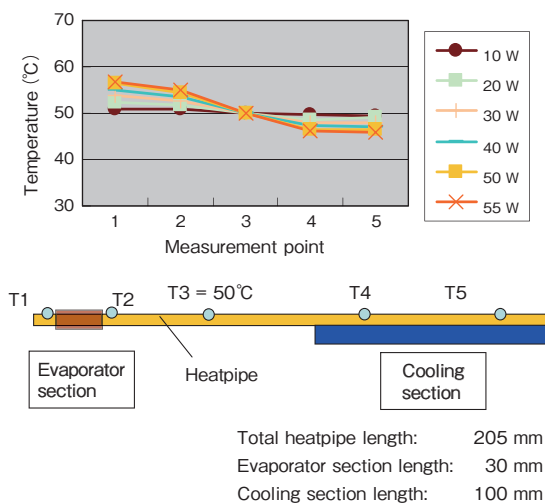 70
60
50
40
30
Temperature (℃)
1 2 3 4 5
Measurement point
10 W
20 W
30 W
40 W
50 W
55 W
T1 T2 T3 = 50℃ T4 T5
Evaporator
section
Heatpipe
Cooling
section
Total heatpipe length: 205 mm
Evaporator section length: 30 mm
Cooling section length: 100 mm